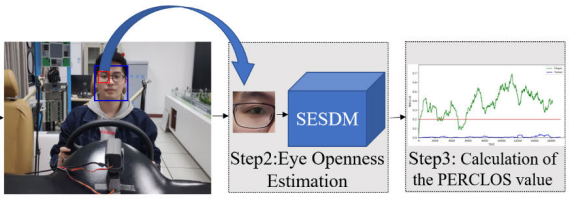 SESDM
Step2:Eye Openness
Estimation
Step3: Calculation of
the PERCLOS value